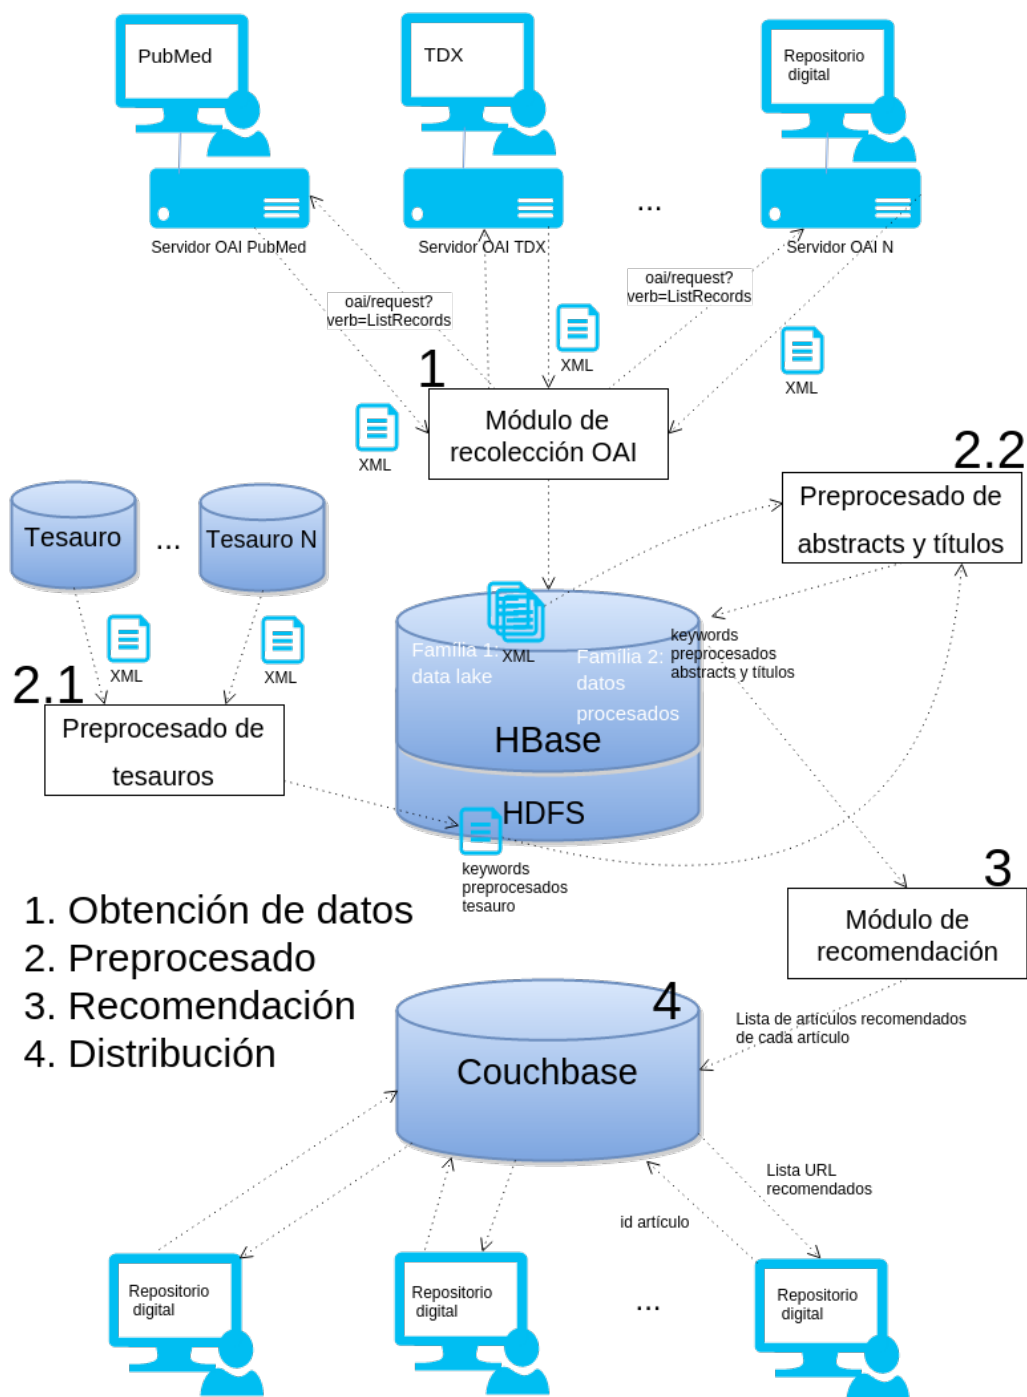 PubMed
TDX
Repositorio
digital
...
Servidor OAI PubMed
Servidor OAI TDX
Servidor OAI N
oai/request?
verb=ListRecords
oai/request?
verb=ListRecords
XML
XML
XML
1
Módulo de
recolección OAI
2.2
Preprocesado de
abstracts y títulos
Tesauro
...
Tesauro N
XML
XML
2.1
Preprocesado de
tesauros
XML
Família 1:
data lake
Família 2:
datos
procesados
keywords
preprocesados
abstracts y títulos
HBase
HDFS
keywords
preprocesados
tesauro
3
Módulo de
recomendación
1. Obtención de datos
2. Preprocesado
3. Recomendación
4. Distribución
4
Couchbase
Lista de artículos recomendados
de cada artículo
Lista URL
recomendados
id artículo
Repositorio
digital
Repositorio
digital
...
Repositorio
digital